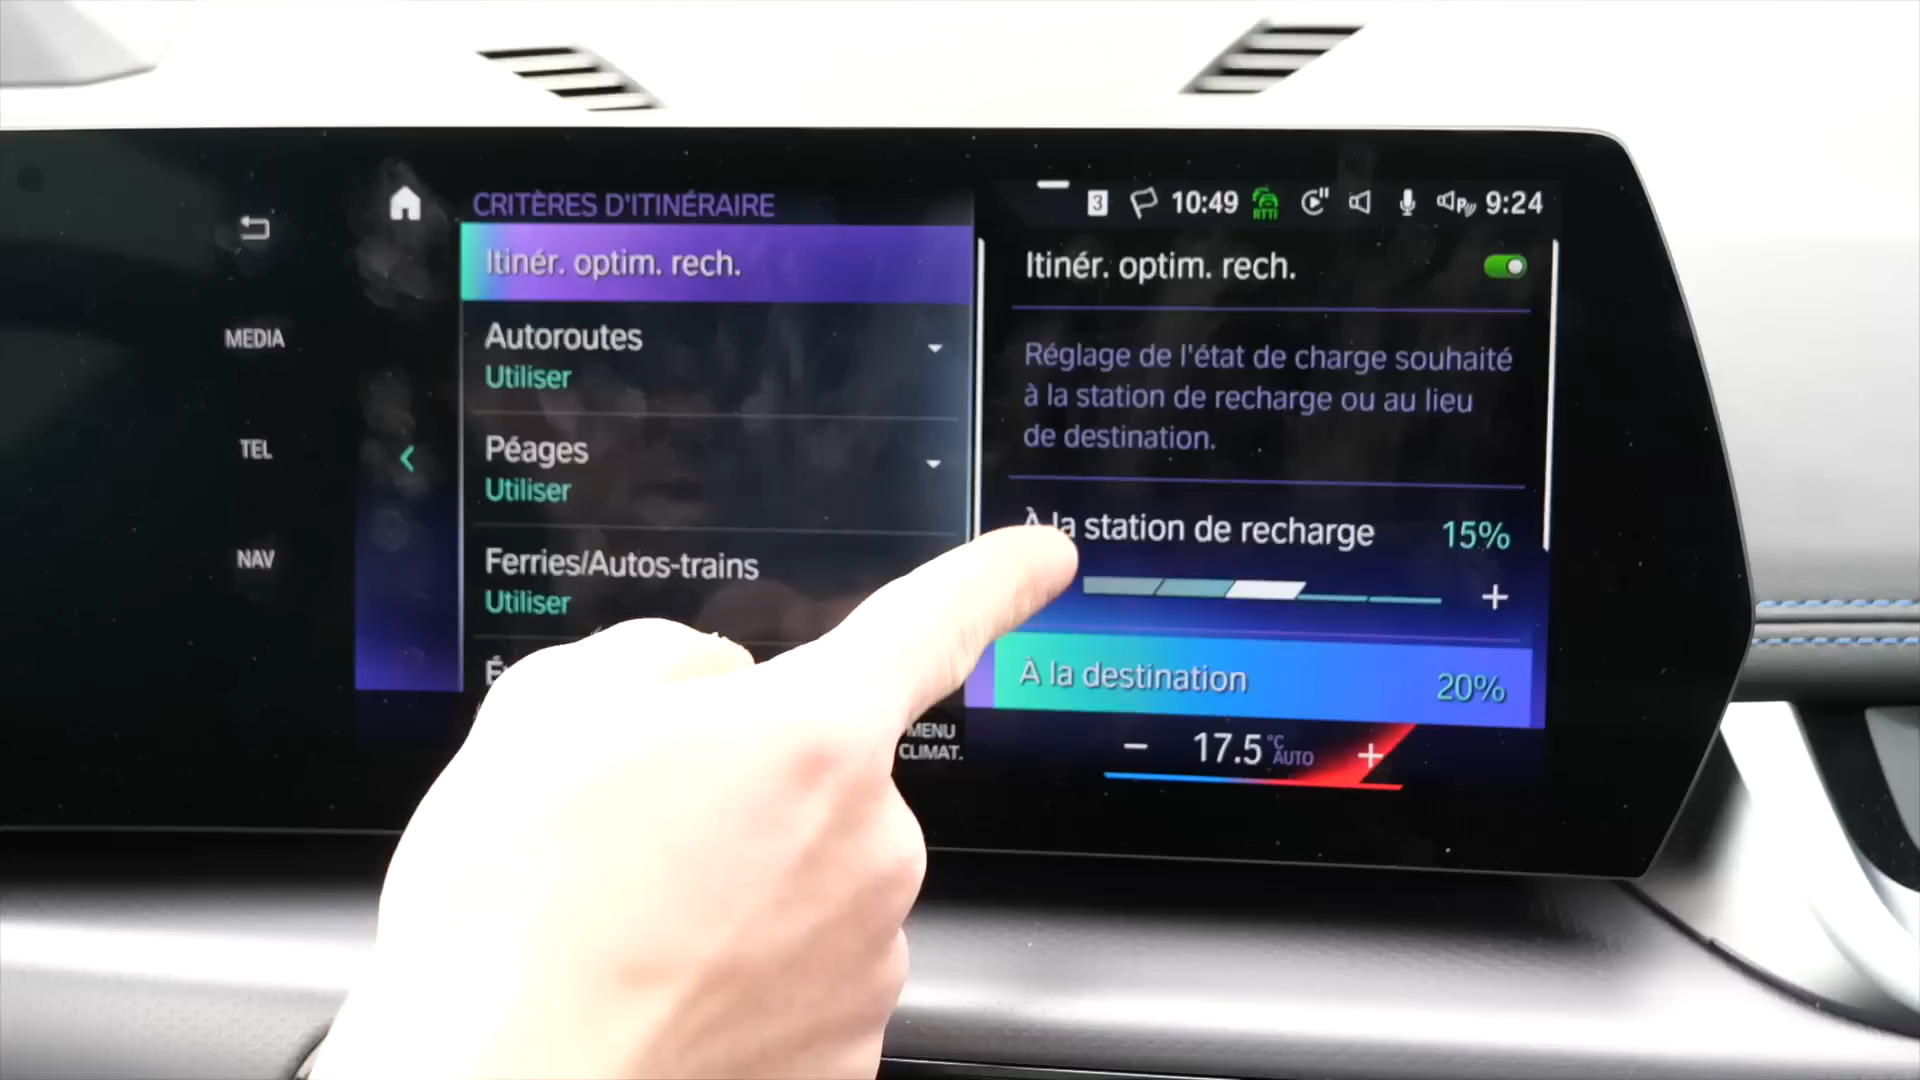 MEDIA
TEL
NAV
CRITÈRES D'ITINÉRAIRE
Itinér. optim. rech.
Autoroutes
Utiliser
Péages
Utiliser
Ferries/Autos-trains
Utiliser
MENU
CLIMAT.
3 10:49 RTTI P 9:24
Itinér. optim. rech.
Réglage de l'état de charge souhaité
à la station de recharge ou au lieu
de destination.
À la station de recharge 15%
+
À la destination 20%
− 17.5 °C AUTO +